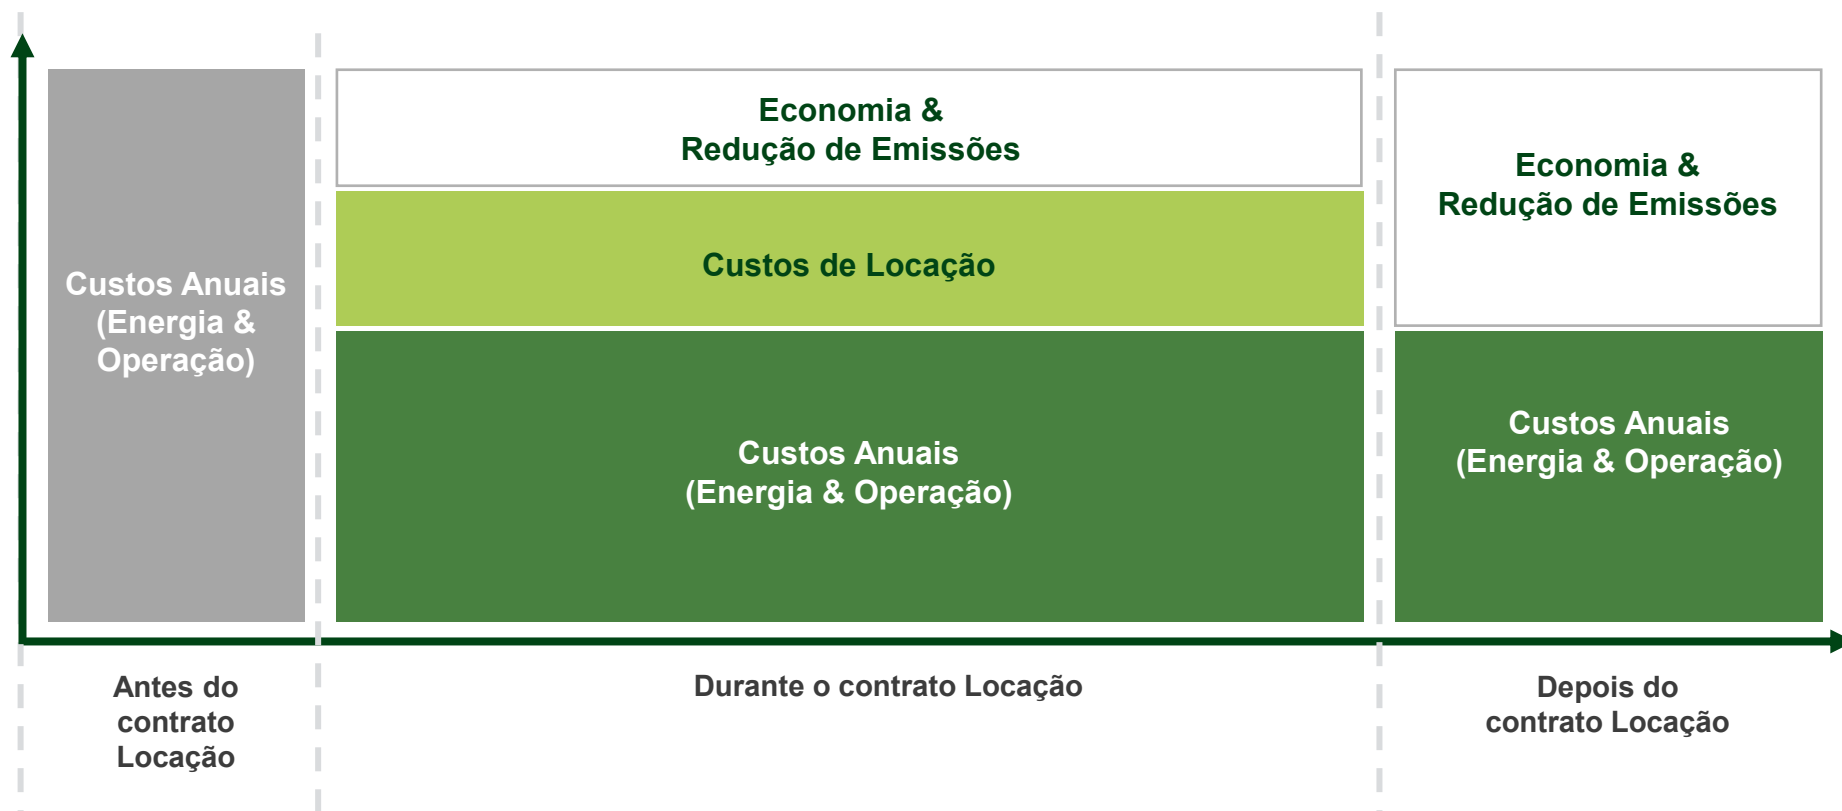 Custos Anuais
(Energia &
Operação)
Economia &
Redução de Emissões
Custos de Locação
Custos Anuais
(Energia & Operação)
Economia &
Redução de Emissões
Custos Anuais
(Energia & Operação)
Antes do
contrato
Locação
Durante o contrato Locação
Depois do
contrato Locação